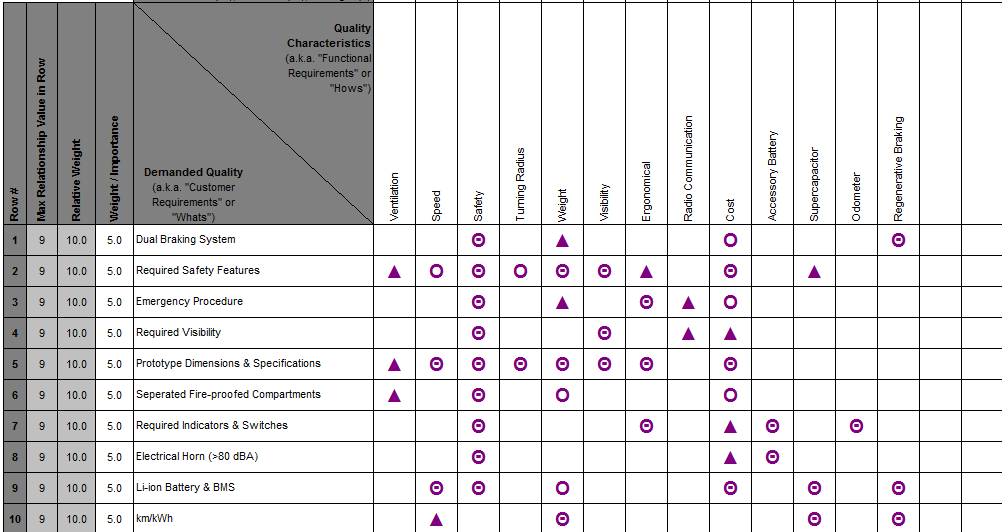 Quality
Characteristics
(a.k.a. "Functional
Requirements" or
"Hows")
Demanded Quality
(a.k.a. "Customer
Requirements" or
"Whats")
Row #
Max Relationship Value in Row
Relative Weight
Weight / Importance
Ventilation
Speed
Safety
Turning Radius
Weight
Visibility
Ergonomical
Radio Communication
Cost
Accessory Battery
Supercapacitor
Odometer
Regenerative Braking
1 9 10.0 5.0 Dual Braking System Θ ▲ Ο Θ
2 9 10.0 5.0 Required Safety Features ▲ Ο Θ Ο Θ Θ ▲ Θ ▲
3 9 10.0 5.0 Emergency Procedure Θ ▲ Θ ▲ Ο
4 9 10.0 5.0 Required Visibility Θ Θ ▲ ▲
5 9 10.0 5.0 Prototype Dimensions & Specifications ▲ Θ Θ Θ Θ Θ Θ Θ
6 9 10.0 5.0 Seperated Fire-proofed Compartments ▲ Θ Ο Ο
7 9 10.0 5.0 Required Indicators & Switches Θ Θ ▲ Θ Θ
8 9 10.0 5.0 Electrical Horn (>80 dBA) Θ ▲ Θ
9 9 10.0 5.0 Li-ion Battery & BMS Θ Θ Ο Θ Θ Θ
10 9 10.0 5.0 km/kWh ▲ Θ Θ Θ